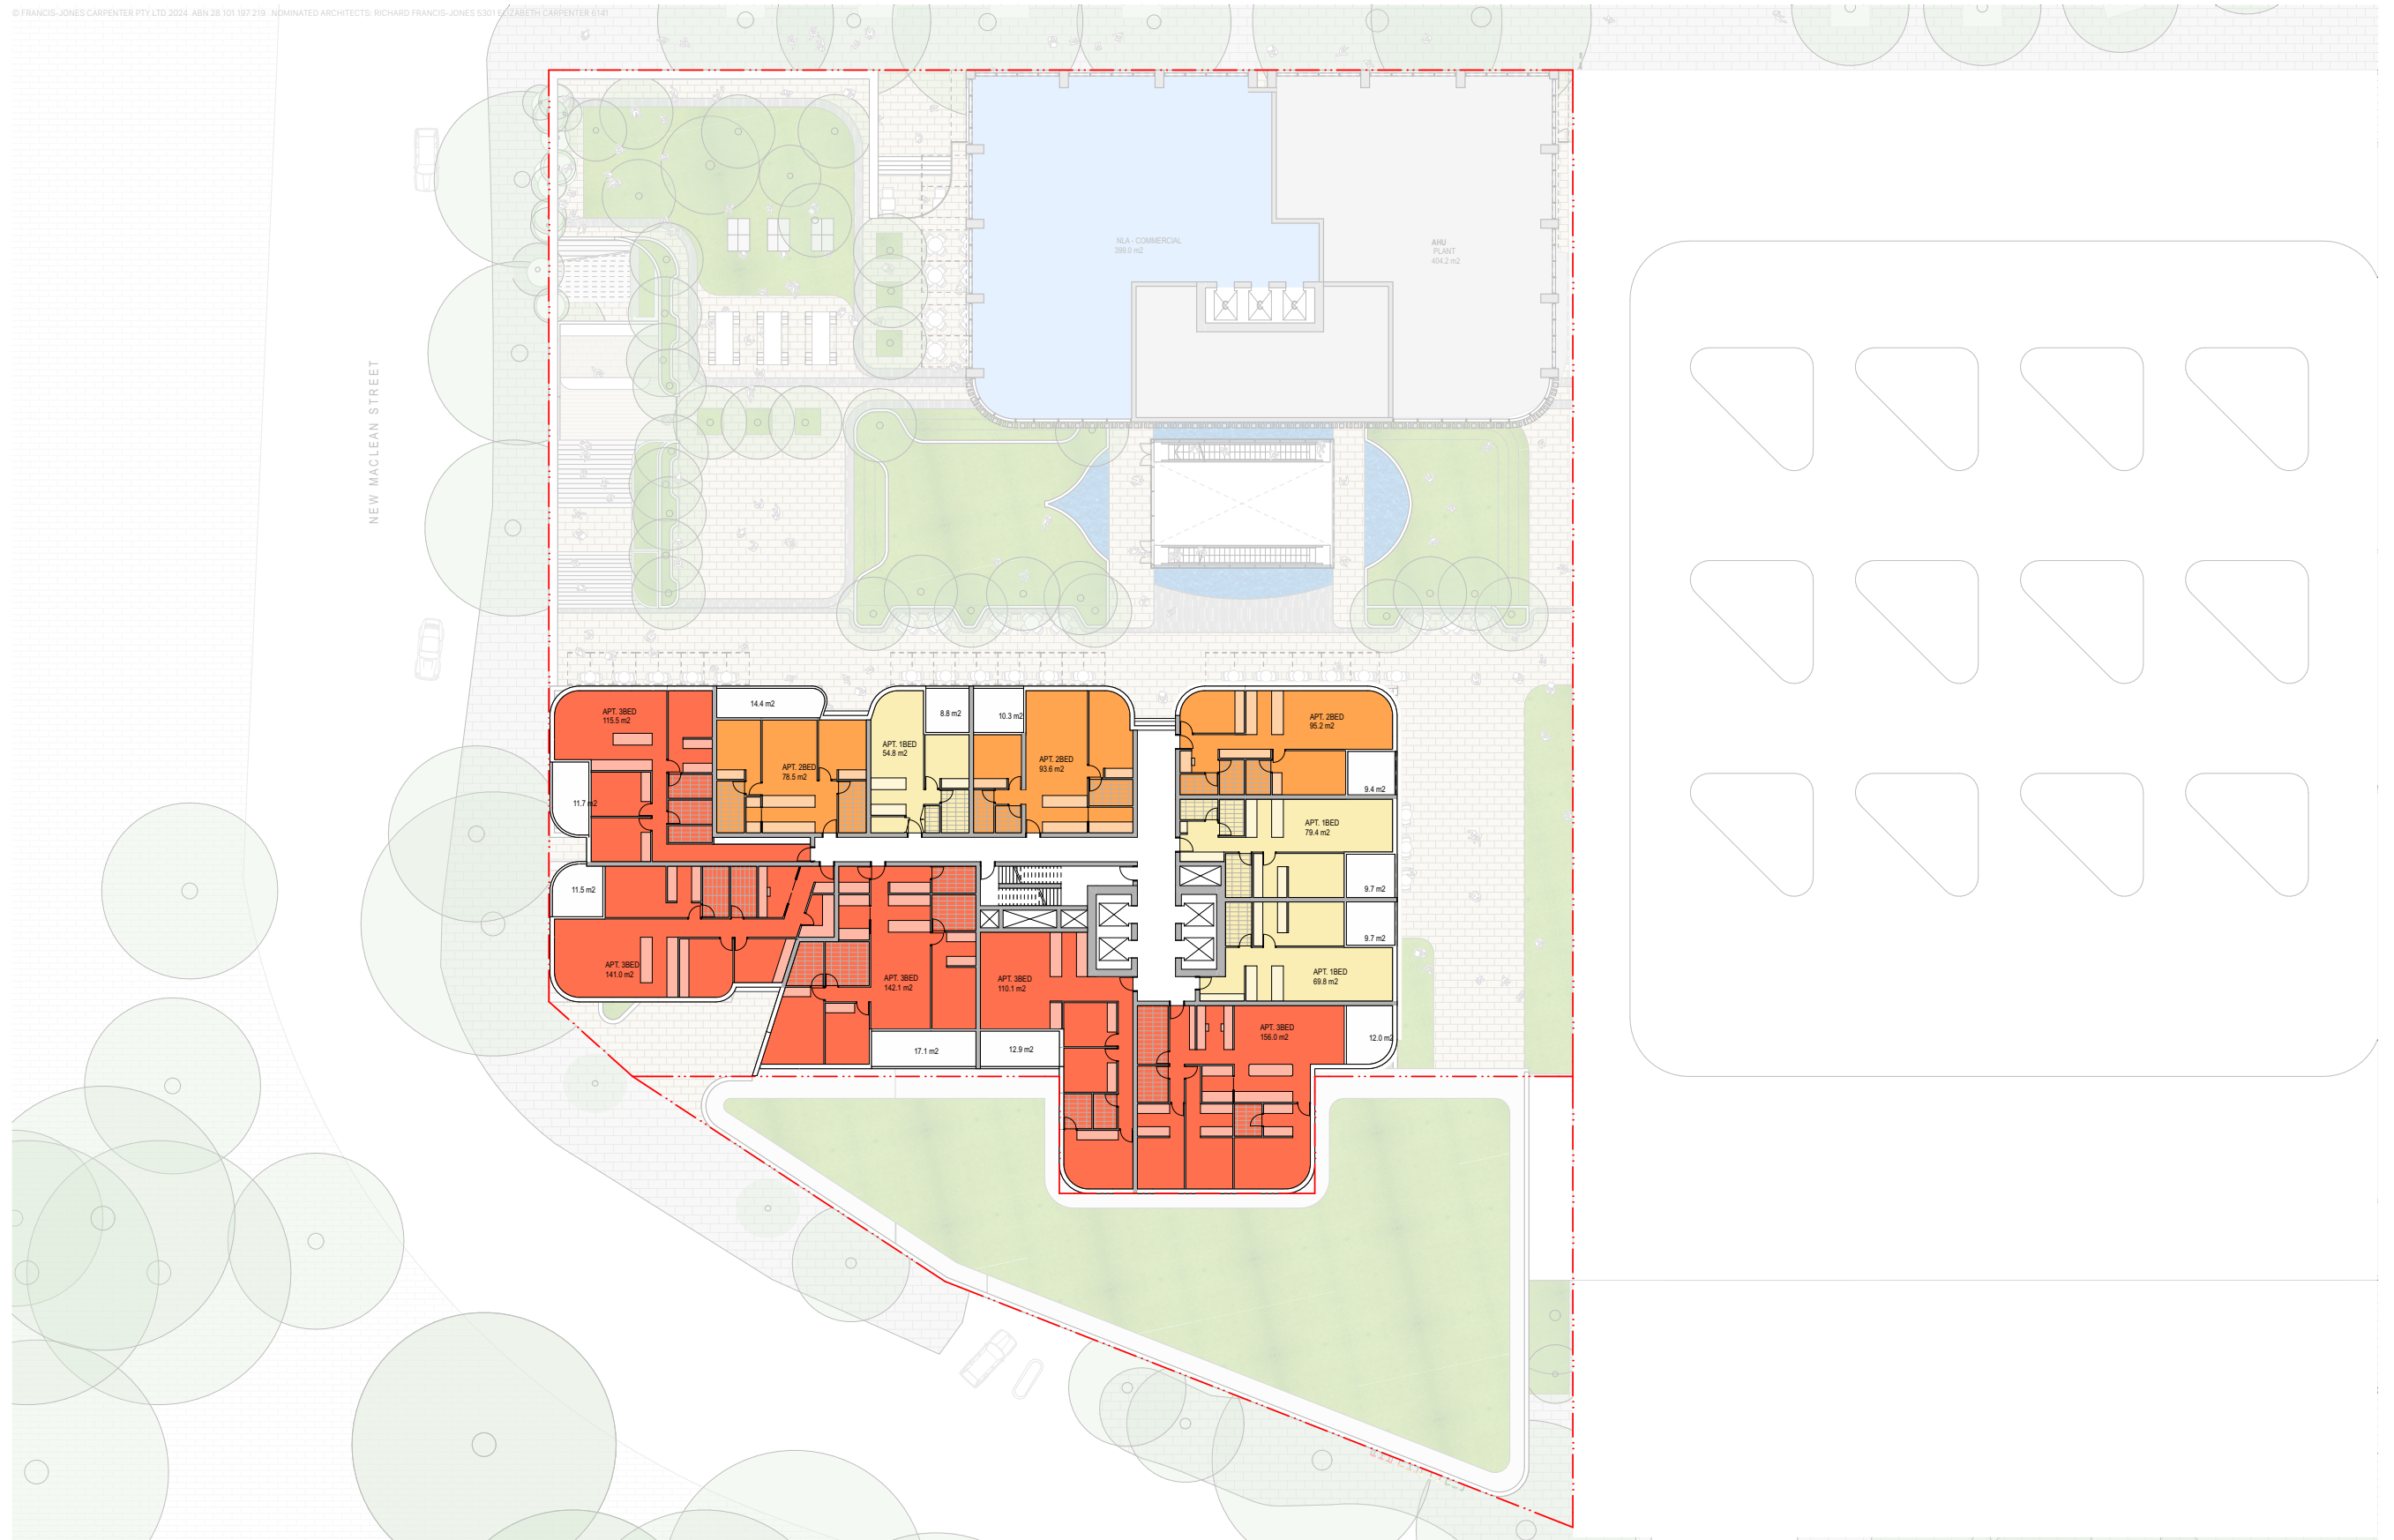 © FRANCIS-JONES CARPENTER PTY LTD 2024 ABN 28 101 197 219 NOMINATED ARCHITECTS: RICHARD FRANCIS-JONES 5301 ELIZABETH CARPENTER 6141
NEW MACLEAN STREET
NLA - COMMERCIAL
399.0 m2
AHU
PLANT
404.2 m2
C
C
C
APT. 3BED
115.5 m2
14.4 m2
APT. 2BED
78.5 m2
APT. 1BED
54.8 m2
8.8 m2
10.3 m2
APT. 2BED
93.6 m2
APT. 2BED
95.2 m2
9.4 m2
11.7 m2
APT. 1BED
79.4 m2
9.7 m2
11.5 m2
APT. 3BED
141.0 m2
APT. 3BED
142.1 m2
APT. 3BED
110.1 m2
9.7 m2
APT. 1BED
69.8 m2
APT. 3BED
156.0 m2
12.0 m2
17.1 m2
12.9 m2